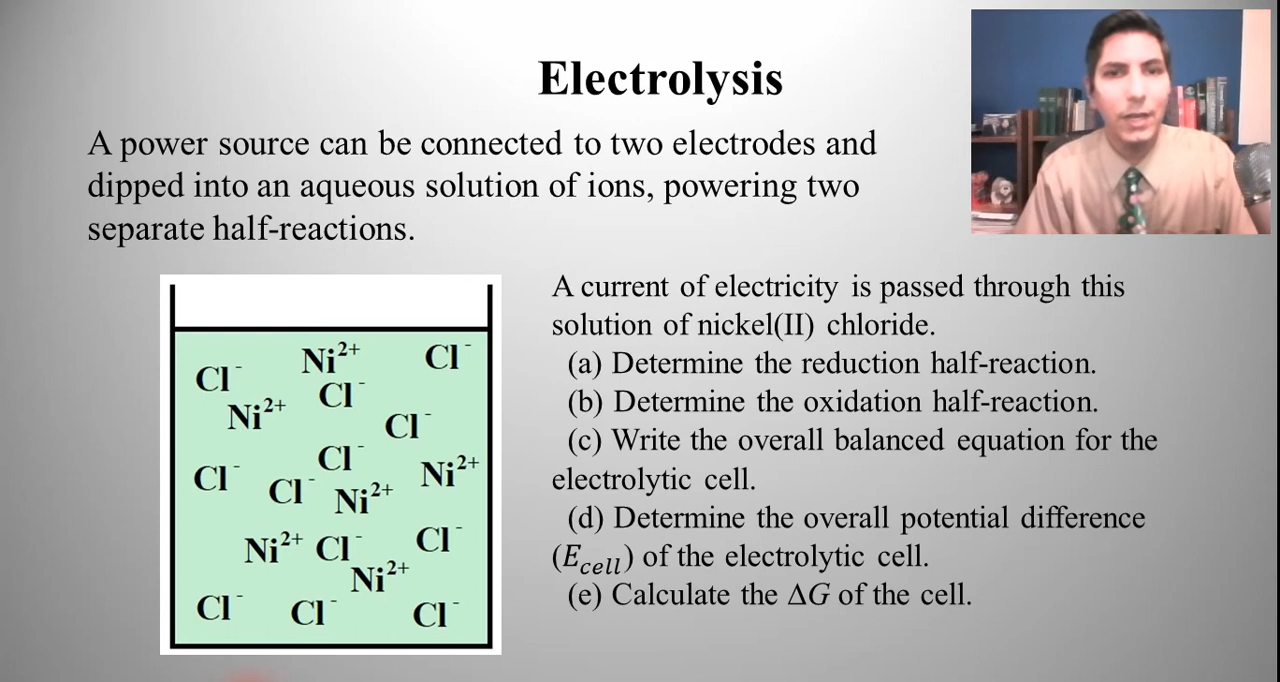 Electrolysis
A power source can be connected to two electrodes and
dipped into an aqueous solution of ions, powering two
separate half-reactions.
A current of electricity is passed through this
solution of nickel(II) chloride.
(a) Determine the reduction half-reaction.
(b) Determine the oxidation half-reaction.
(c) Write the overall balanced equation for the
electrolytic cell.
(d) Determine the overall potential difference
(E_cell) of the electrolytic cell.
(e) Calculate the ΔG of the cell.
Cl⁻ Ni²⁺ Cl⁻
Ni²⁺ Cl⁻
Cl⁻
Cl⁻ Cl⁻ Ni²⁺
Cl⁻ Ni²⁺
Ni²⁺ Cl⁻ Cl⁻
Ni²⁺
Cl⁻ Cl⁻ Cl⁻